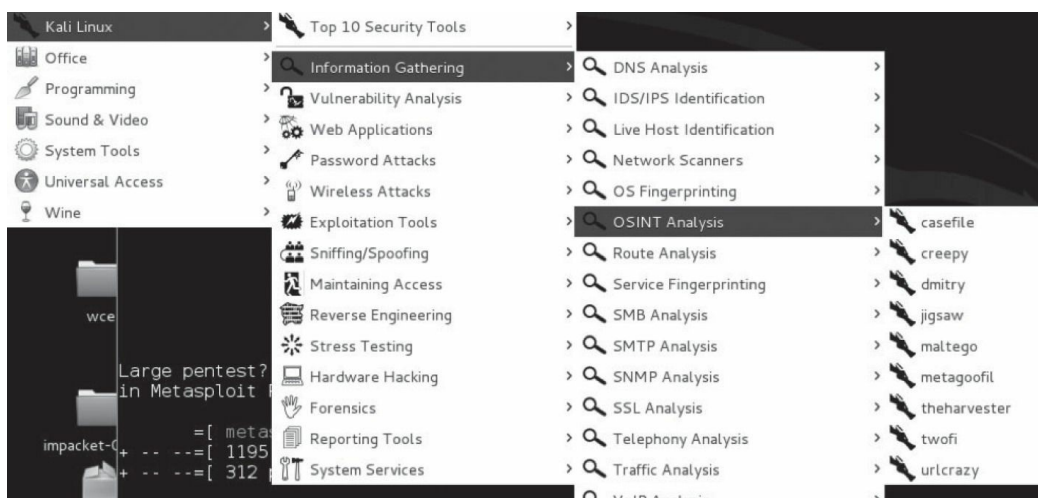 Kali Linux
Office
Programming
Sound & Video
System Tools
Universal Access
Wine
Top 10 Security Tools
Information Gathering
Vulnerability Analysis
Web Applications
Password Attacks
Wireless Attacks
Exploitation Tools
Sniffing/Spoofing
Maintaining Access
Reverse Engineering
Stress Testing
Hardware Hacking
Forensics
Reporting Tools
System Services
DNS Analysis
IDS/IPS Identification
Live Host Identification
Network Scanners
OS Fingerprinting
OSINT Analysis
Route Analysis
Service Fingerprinting
SMB Analysis
SMTP Analysis
SNMP Analysis
SSL Analysis
Telephony Analysis
Traffic Analysis
casefile
creepy
dmitry
jigsaw
maltego
metagoofil
theharvester
twofi
urlcrazy
wce
impacket-0
Large pentest?
in Metasploit
=[ metas
+ -- --=[ 1195
+ -- --=[ 312